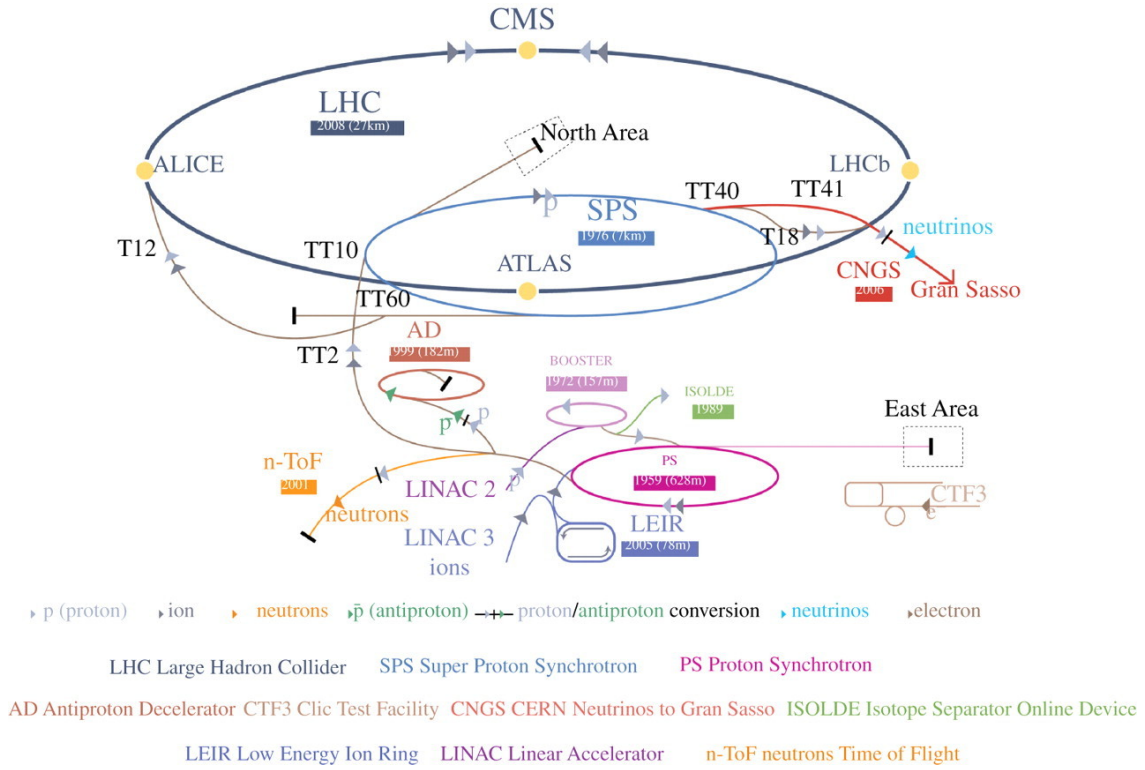 CMS
LHC
2008 (27km)
North Area
ALICE
LHCb
TT40
TT41
p
SPS
1976 (7km)
T12
TT10
T18
neutrinos
ATLAS
CNGS
2006
Gran Sasso
TT60
AD
1999 (182m)
TT2
BOOSTER
1972 (157m)
ISOLDE
1989
East Area
p̄
p
n-ToF
2001
LINAC 2
p
PS
1959 (628m)
neutrons
CTF3
e
LINAC 3
ions
LEIR
2005 (78m)
p (proton) ion neutrons p̄ (antiproton) proton/antiproton conversion neutrinos electron
LHC Large Hadron Collider SPS Super Proton Synchrotron PS Proton Synchrotron
AD Antiproton Decelerator CTF3 Clic Test Facility CNGS CERN Neutrinos to Gran Sasso ISOLDE Isotope Separator Online Device
LEIR Low Energy Ion Ring LINAC Linear Accelerator n-ToF neutrons Time of Flight